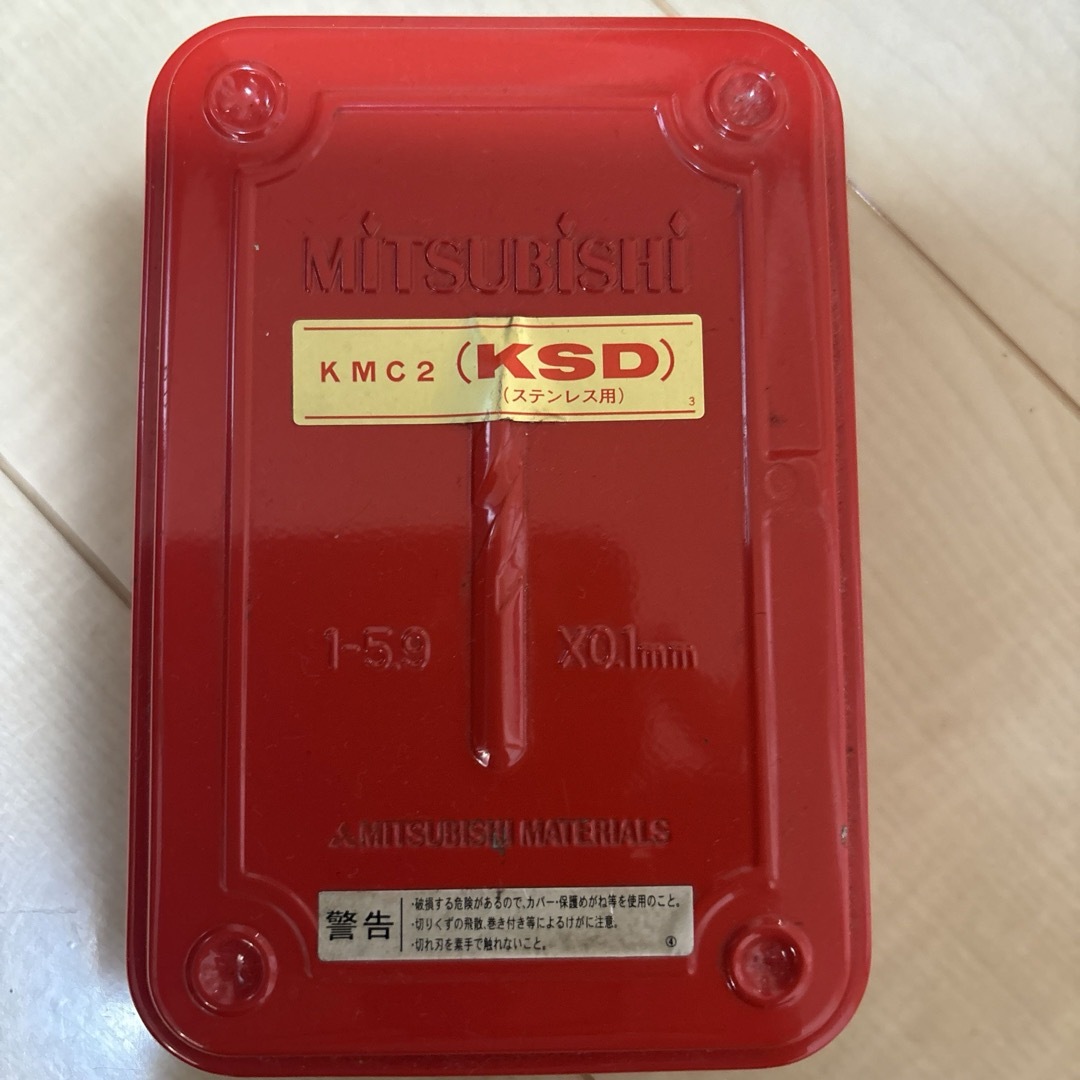 MiTSUBiSHi
KMC2 (KSD)
(ステンレス用)
3
1-5.9 X0.1mm
MITSUBISHI MATERIALS
警告
・破損する危険があるので、カバー・保護めがね等を使用のこと。
・切りくずの飛散、巻き付き等によるけがに注意。
・切れ刃を素手で触れないこと。
④